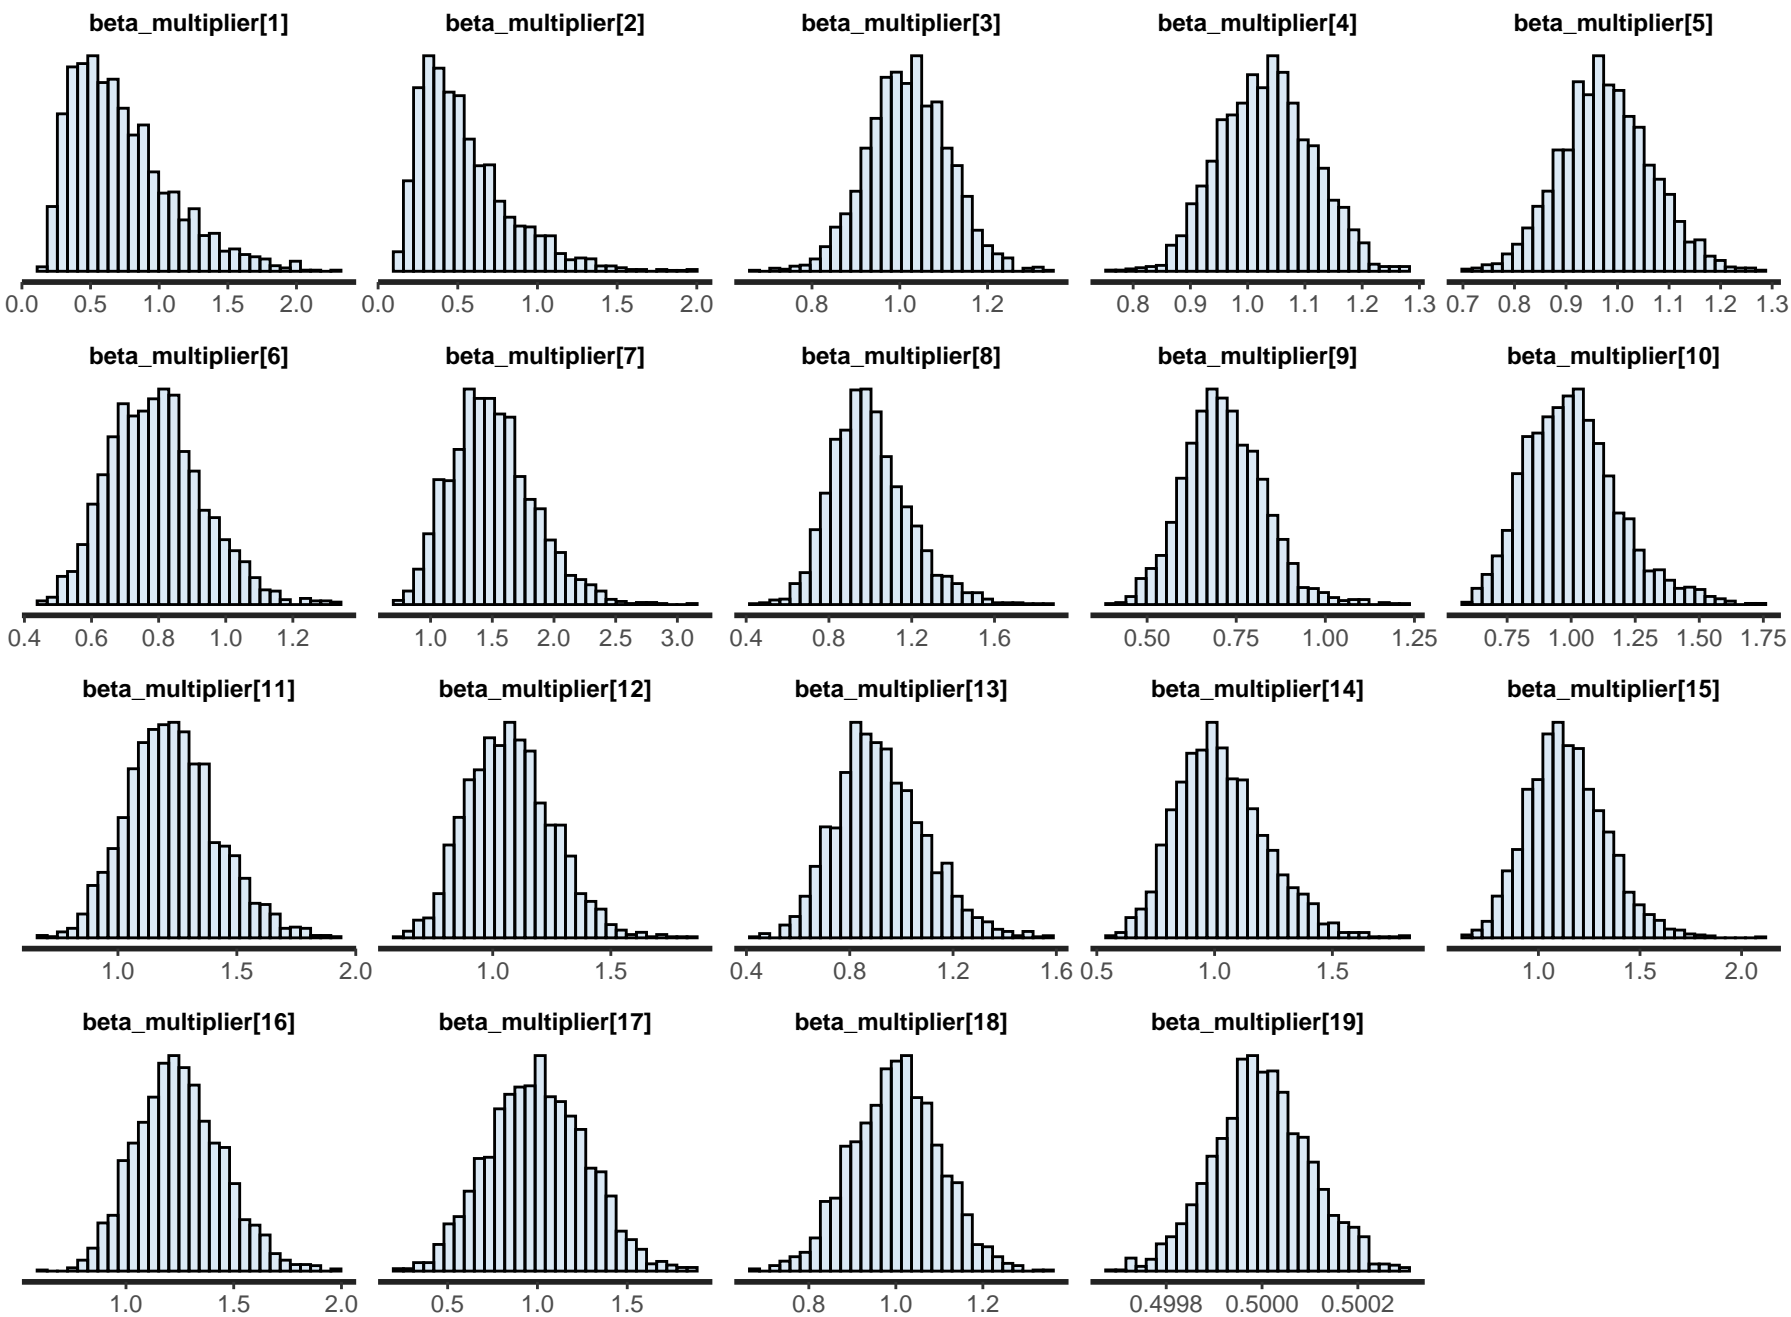 beta_multiplier[1] beta_multiplier[2] beta_multiplier[3] beta_multiplier[4] beta_multiplier[5]
0.0 0.5 1.0 1.5 2.0 0.0 0.5 1.0 1.5 2.0 0.8 1.0 1.2 0.8 0.9 1.0 1.1 1.2 1.3 0.7 0.8 0.9 1.0 1.1 1.2 1.3
beta_multiplier[6] beta_multiplier[7] beta_multiplier[8] beta_multiplier[9] beta_multiplier[10]
0.4 0.6 0.8 1.0 1.2 1.0 1.5 2.0 2.5 3.0 0.4 0.8 1.2 1.6 0.50 0.75 1.00 1.25 0.75 1.00 1.25 1.50 1.75
beta_multiplier[11] beta_multiplier[12] beta_multiplier[13] beta_multiplier[14] beta_multiplier[15]
1.0 1.5 2.0 1.0 1.5 0.4 0.8 1.2 1.6 0.5 1.0 1.5 1.0 1.5 2.0
beta_multiplier[16] beta_multiplier[17] beta_multiplier[18] beta_multiplier[19]
1.0 1.5 2.0 0.5 1.0 1.5 0.8 1.0 1.2 0.4998 0.5000 0.5002